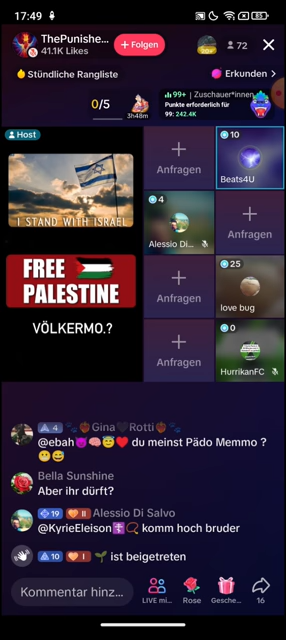 17:49
85
ThePunishe...
41.1K Likes
+ Folgen
72
Stündliche Rangliste
Erkunden >
0/5
3h48m
99+ | Zuschauer*innen
Punkte erforderlich für
99: 242.4K
Host
I STAND WITH ISRAEL
FREE
PALESTINE
VÖLKERMO.?
Anfragen
10
Beats4U
4
Alessio Di...
Anfragen
Anfragen
25
love bug
Anfragen
0
HurrikanFC
4 🐾Gina🖤Rotti🐾
@ebah😈🧠😇❤️ du meinst Pädo Memmo ?
😬😅
Bella Sunshine
Aber ihr dürft?
19 II Alessio Di Salvo
@KyrieEleison☦️📿 komm hoch bruder
10 I 🌱 ist beigetreten
Kommentar hinz...
LIVE mi...
Rose
Gesche...
16